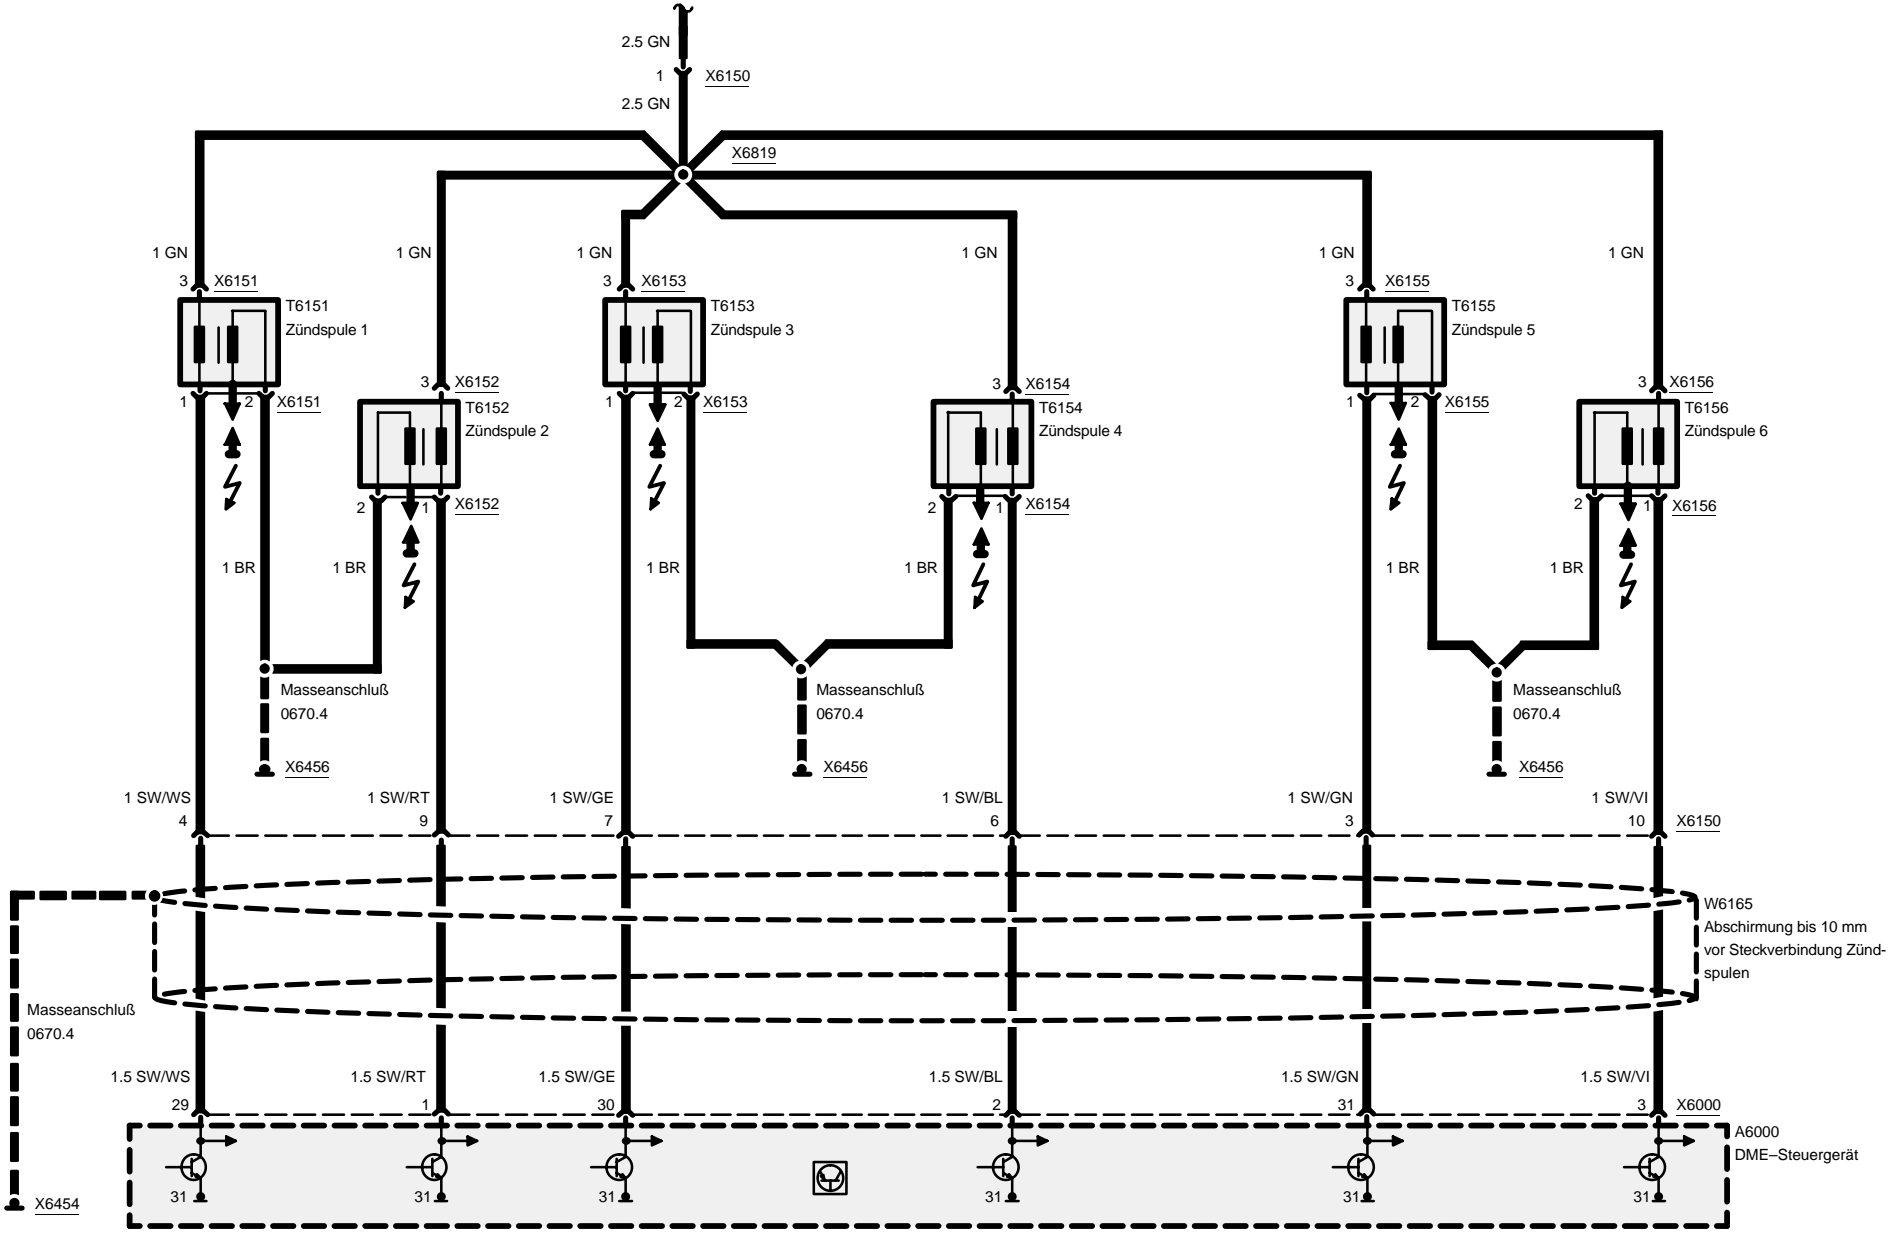 2.5 GN
1 X6150
2.5 GN
X6819
1 GN 1 GN 1 GN 1 GN 1 GN 1 GN
3 X6151 3 X6153 3 X6155
T6151 T6153 T6155
Zündspule 1 Zündspule 3 Zündspule 5
3 X6152 3 X6154 3 X6156
1 2 X6151 1 2 X6153 1 2 X6155
T6152 T6154 T6156
Zündspule 2 Zündspule 4 Zündspule 6
2 1 X6152 2 1 X6154 2 1 X6156
1 BR 1 BR 1 BR 1 BR 1 BR 1 BR
Masseanschluß Masseanschluß Masseanschluß
0670.4 0670.4 0670.4
X6456 X6456 X6456
1 SW/WS 1 SW/RT 1 SW/GE 1 SW/BL 1 SW/GN 1 SW/VI
4 9 7 6 3 10 X6150
W6165
Abschirmung bis 10 mm
vor Steckverbindung Zünd-
spulen
Masseanschluß
0670.4
1.5 SW/WS 1.5 SW/RT 1.5 SW/GE 1.5 SW/BL 1.5 SW/GN 1.5 SW/VI
29 1 30 2 31 3 X6000
A6000
DME–Steuergerät
31 31 31 31 31 31
X6454